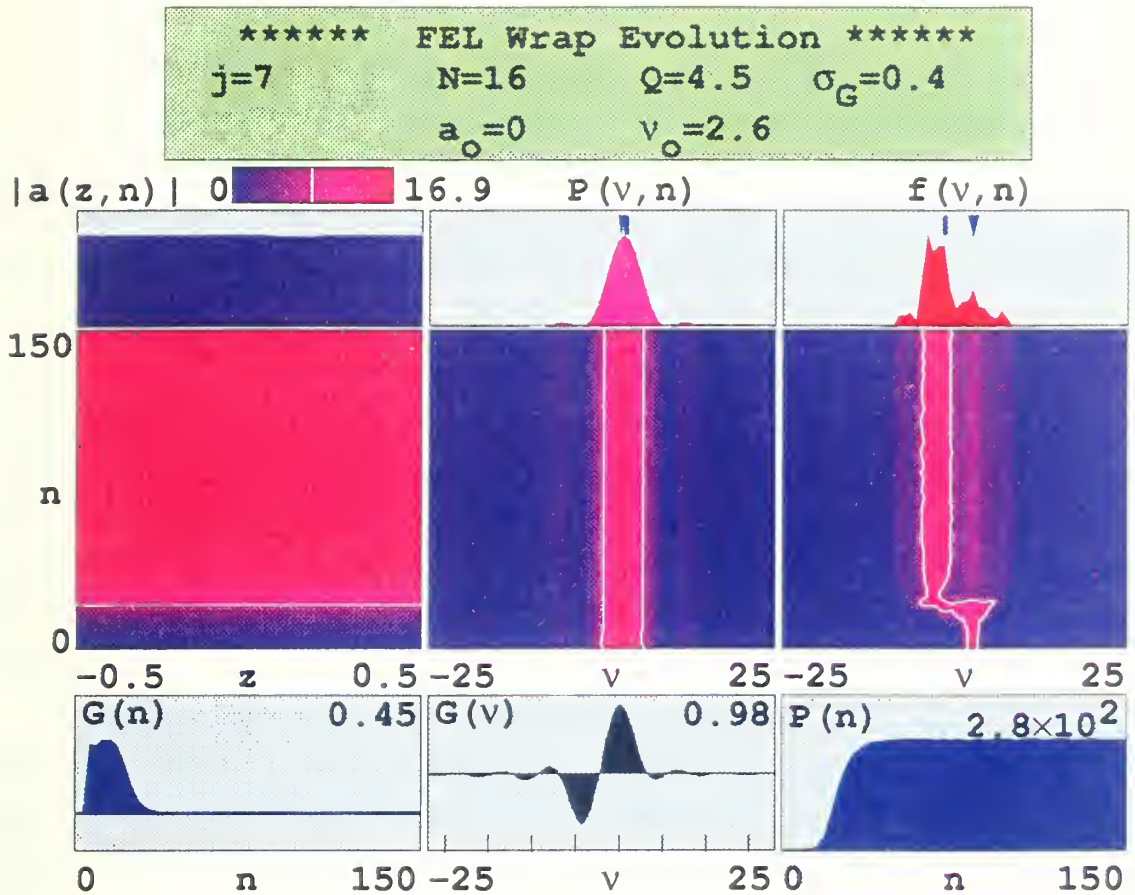 ****** FEL Wrap Evolution ******
j=7 N=16 Q=4.5 σG=0.4
ao=0 νo=2.6
|a(z,n)| 0 16.9 P(ν,n) f(ν,n)
150
n
0
-0.5 z 0.5 -25 ν 25 -25 ν 25
G(n) 0.45 G(ν) 0.98 P(n) 2.8×102
0 n 150 -25 ν 25 0 n 150